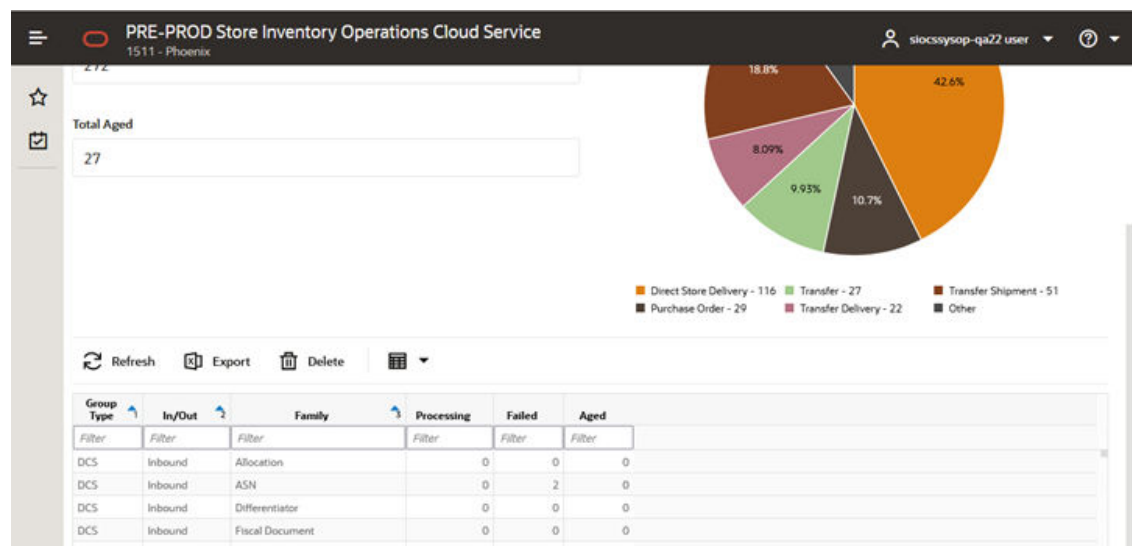 PRE-PROD Store Inventory Operations Cloud Service
1511 - Phoenix
siocssysop-qa22 user
272
Total Aged
27
18.8%
42.6%
8.09%
9.93%
10.7%
Direct Store Delivery - 116 Transfer - 27 Transfer Shipment - 51
Purchase Order - 29 Transfer Delivery - 22 Other
Refresh Export Delete
Group Type 1 In/Out 2 Family 3 Processing Failed Aged
Filter Filter Filter Filter Filter Filter
DCS Inbound Allocation 0 0 0
DCS Inbound ASN 0 2 0
DCS Inbound Differentiator 0 0 0
DCS Inbound Fiscal Document 0 0 0